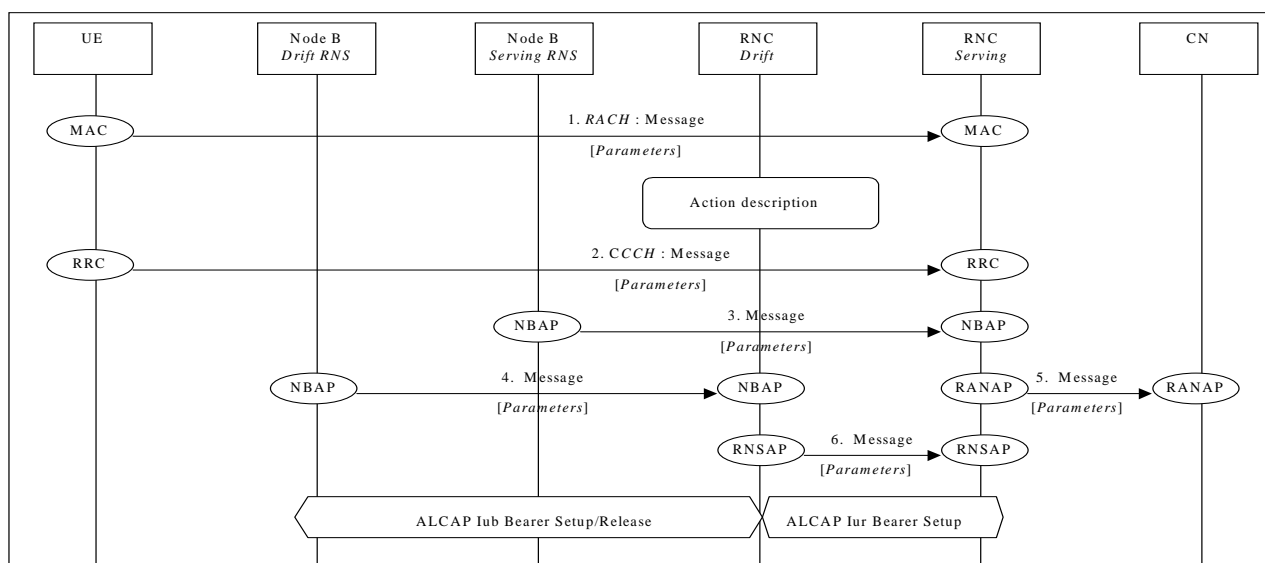 UE
Node B
Drift RNS
Node B
Serving RNS
RNC
Drift
RNC
Serving
CN
MAC
1. RACH : Message
[Parameters]
MAC
Action description
RRC
2. CCCH : Message
[Parameters]
RRC
NBAP
3. Message
[Parameters]
NBAP
NBAP
4. Message
[Parameters]
NBAP
RANAP
5. Message
[Parameters]
RANAP
RNSAP
6. Message
[Parameters]
RNSAP
ALCAP Iub Bearer Setup/Release
ALCAP Iur Bearer Setup